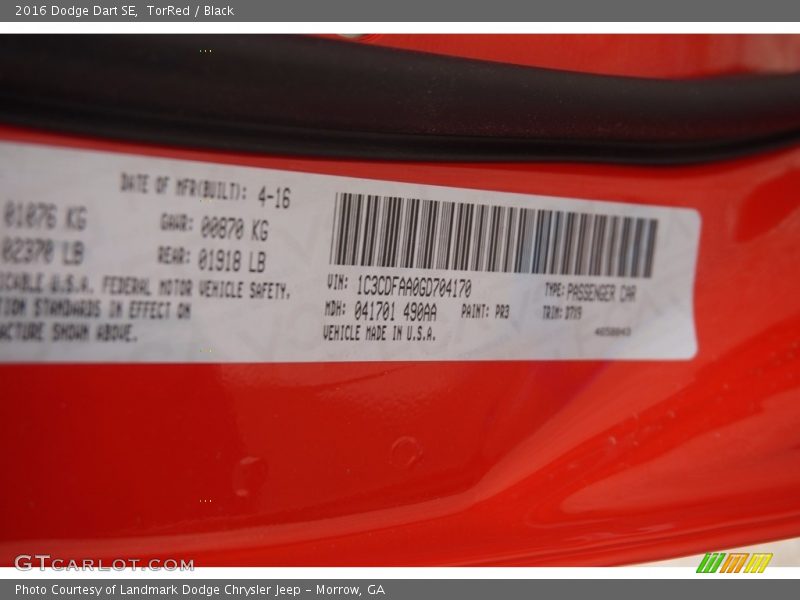 2016 Dodge Dart SE, TorRed / Black
DATE OF MFR(BUILT): 4-16
01076 KG GAWR: 00870 KG
02370 LB REAR: 01918 LB
ICABLE U.S.A. FEDERAL MOTOR VEHICLE SAFETY,
TION STANDARDS IN EFFECT ON
ACTURE SHOWN ABOVE.
VIN: 1C3CDFAA0GD704170 TYPE: PASSENGER CAR
MDH: 041701 490AA PAINT: PR3 TRIM:
VEHICLE MADE IN U.S.A.
GTCARLOT.COM
Photo Courtesy of Landmark Dodge Chrysler Jeep - Morrow, GA